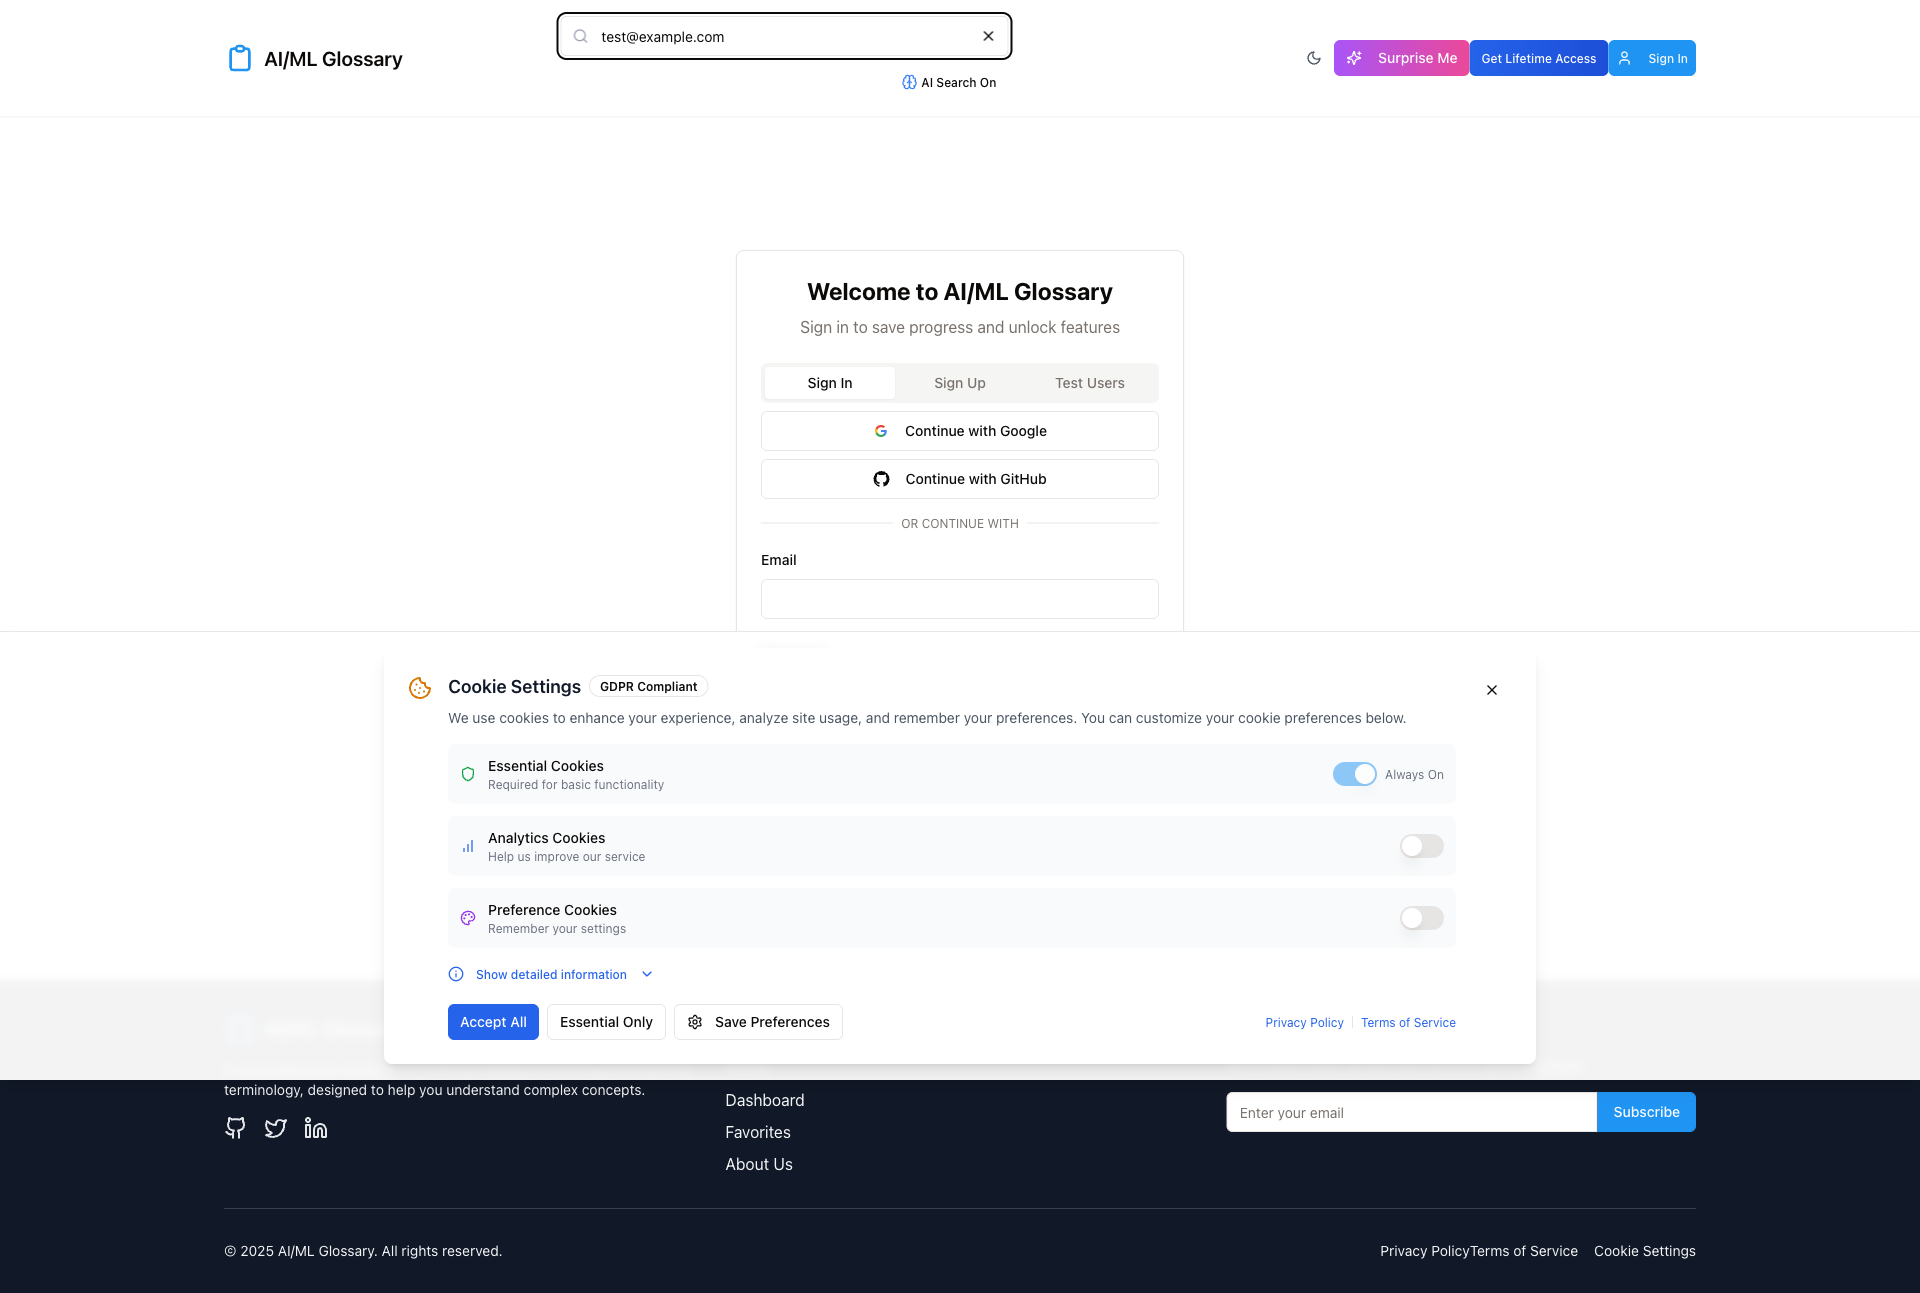 AI/ML Glossary
test@example.com
AI Search On
Surprise Me
Get Lifetime Access
Sign In
Welcome to AI/ML Glossary
Sign in to save progress and unlock features
Sign In
Sign Up
Test Users
Continue with Google
Continue with GitHub
OR CONTINUE WITH
Email
Cookie Settings
GDPR Compliant
We use cookies to enhance your experience, analyze site usage, and remember your preferences. You can customize your cookie preferences below.
Essential Cookies
Required for basic functionality
Always On
Analytics Cookies
Help us improve our service
Preference Cookies
Remember your settings
Show detailed information
Accept All
Essential Only
Save Preferences
Privacy Policy
Terms of Service
terminology, designed to help you understand complex concepts.
Dashboard
Favorites
About Us
Enter your email
Subscribe
© 2025 AI/ML Glossary. All rights reserved.
Privacy PolicyTerms of Service
Cookie Settings